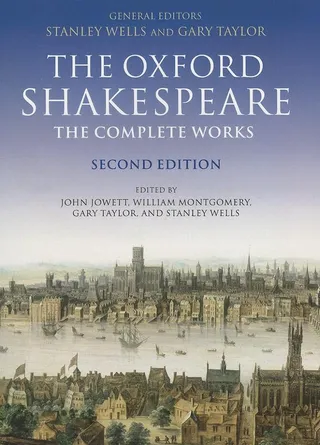 GENERAL EDITORS
STANLEY WELLS AND GARY TAYLOR
THE OXFORD
SHAKESPEARE
THE COMPLETE WORKS
SECOND EDITION
EDITED BY
JOHN JOWETT, WILLIAM MONTGOMERY,
GARY TAYLOR, AND STANLEY WELLS